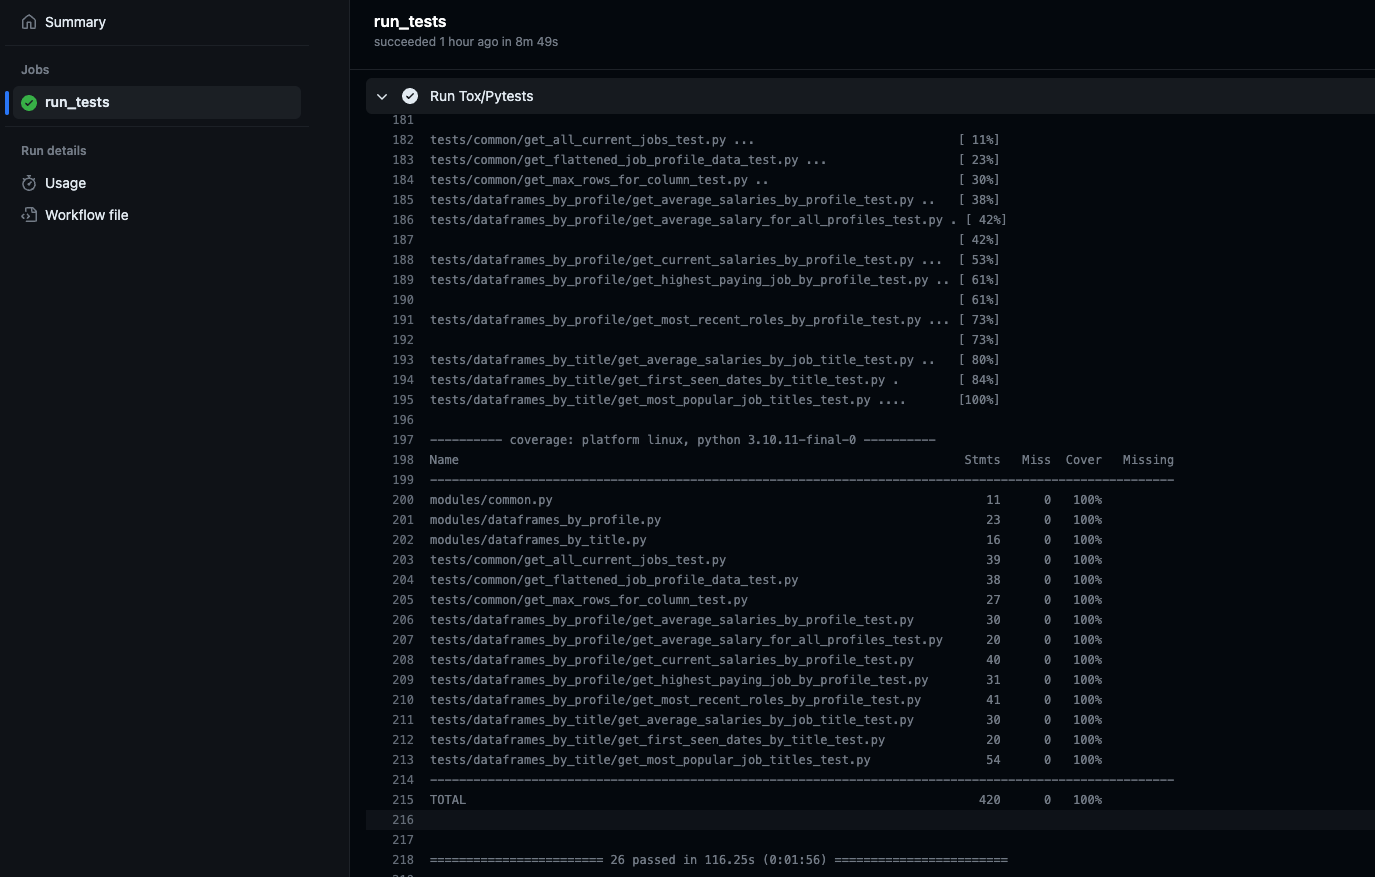 Summary
Jobs
run_tests
Run details
Usage
Workflow file
run_tests
succeeded 1 hour ago in 8m 49s
Run Tox/Pytests
181
182 tests/common/get_all_current_jobs_test.py ... [ 11%]
183 tests/common/get_flattened_job_profile_data_test.py ... [ 23%]
184 tests/common/get_max_rows_for_column_test.py .. [ 30%]
185 tests/dataframes_by_profile/get_average_salaries_by_profile_test.py .. [ 38%]
186 tests/dataframes_by_profile/get_average_salary_for_all_profiles_test.py . [ 42%]
187 [ 42%]
188 tests/dataframes_by_profile/get_current_salaries_by_profile_test.py ... [ 53%]
189 tests/dataframes_by_profile/get_highest_paying_job_by_profile_test.py .. [ 61%]
190 [ 61%]
191 tests/dataframes_by_profile/get_most_recent_roles_by_profile_test.py ... [ 73%]
192 [ 73%]
193 tests/dataframes_by_title/get_average_salaries_by_job_title_test.py .. [ 80%]
194 tests/dataframes_by_title/get_first_seen_dates_by_title_test.py . [ 84%]
195 tests/dataframes_by_title/get_most_popular_job_titles_test.py .... [100%]
196
197 ---------- coverage: platform linux, python 3.10.11-final-0 ----------
198 Name Stmts Miss Cover Missing
199 -------------------------------------------------------------------------------------------------------
200 modules/common.py 11 0 100%
201 modules/dataframes_by_profile.py 23 0 100%
202 modules/dataframes_by_title.py 16 0 100%
203 tests/common/get_all_current_jobs_test.py 39 0 100%
204 tests/common/get_flattened_job_profile_data_test.py 38 0 100%
205 tests/common/get_max_rows_for_column_test.py 27 0 100%
206 tests/dataframes_by_profile/get_average_salaries_by_profile_test.py 30 0 100%
207 tests/dataframes_by_profile/get_average_salary_for_all_profiles_test.py 20 0 100%
208 tests/dataframes_by_profile/get_current_salaries_by_profile_test.py 40 0 100%
209 tests/dataframes_by_profile/get_highest_paying_job_by_profile_test.py 31 0 100%
210 tests/dataframes_by_profile/get_most_recent_roles_by_profile_test.py 41 0 100%
211 tests/dataframes_by_title/get_average_salaries_by_job_title_test.py 30 0 100%
212 tests/dataframes_by_title/get_first_seen_dates_by_title_test.py 20 0 100%
213 tests/dataframes_by_title/get_most_popular_job_titles_test.py 54 0 100%
214 -------------------------------------------------------------------------------------------------------
215 TOTAL 420 0 100%
216
217
218 ======================== 26 passed in 116.25s (0:01:56) ========================